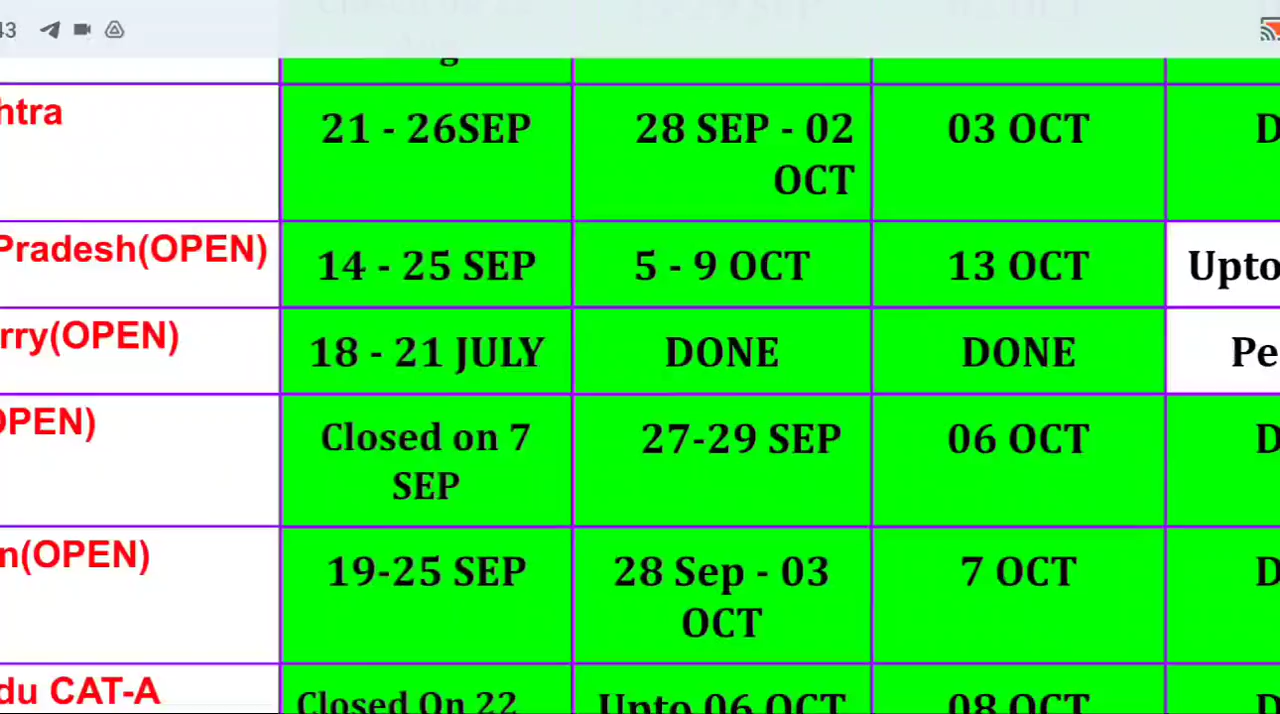 43
htra
21 - 26SEP
28 SEP - 02
OCT
03 OCT
D
Pradesh(OPEN)
14 - 25 SEP
5 - 9 OCT
13 OCT
Upto
rry(OPEN)
18 - 21 JULY
DONE
DONE
Pe
OPEN)
Closed on 7
SEP
27-29 SEP
06 OCT
D
n(OPEN)
19-25 SEP
28 Sep - 03
OCT
7 OCT
D
du CAT-A
Closed On 22
Upto 06 OCT
08 OCT
D